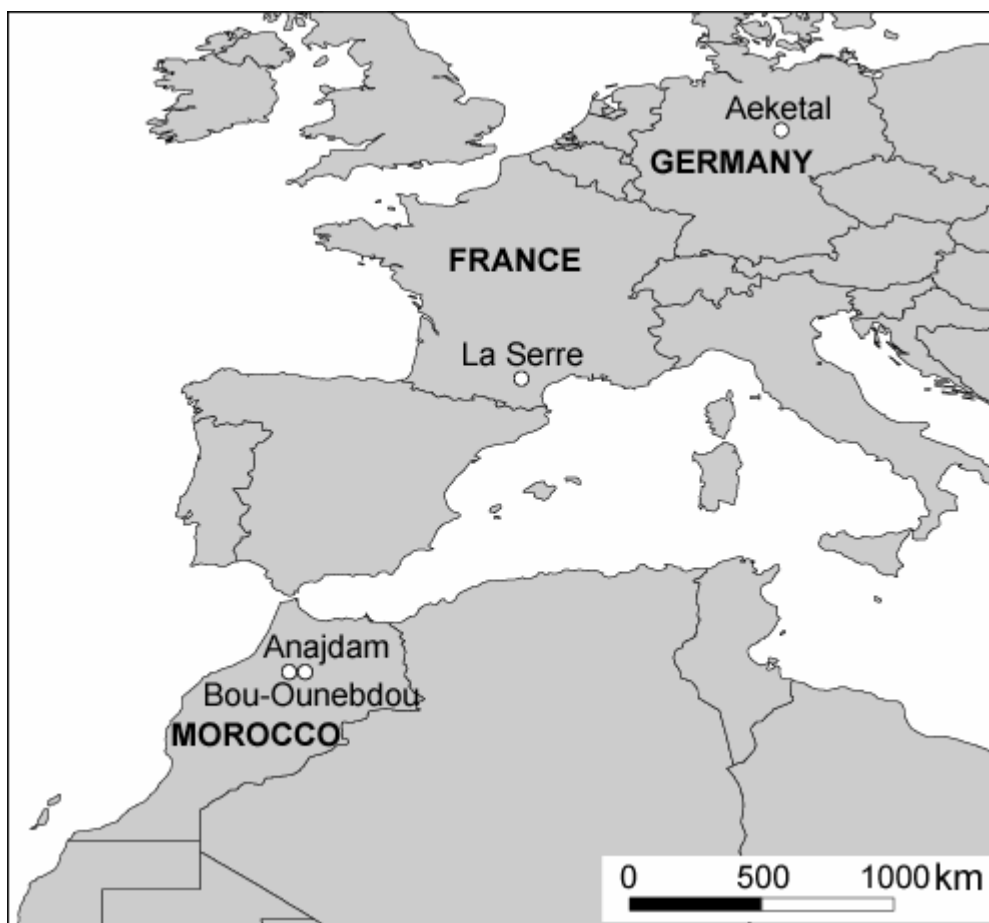 Aeketal
GERMANY
FRANCE
La Serre
Anajdam
Bou-Ounebdou
MOROCCO
0 500 1000 km